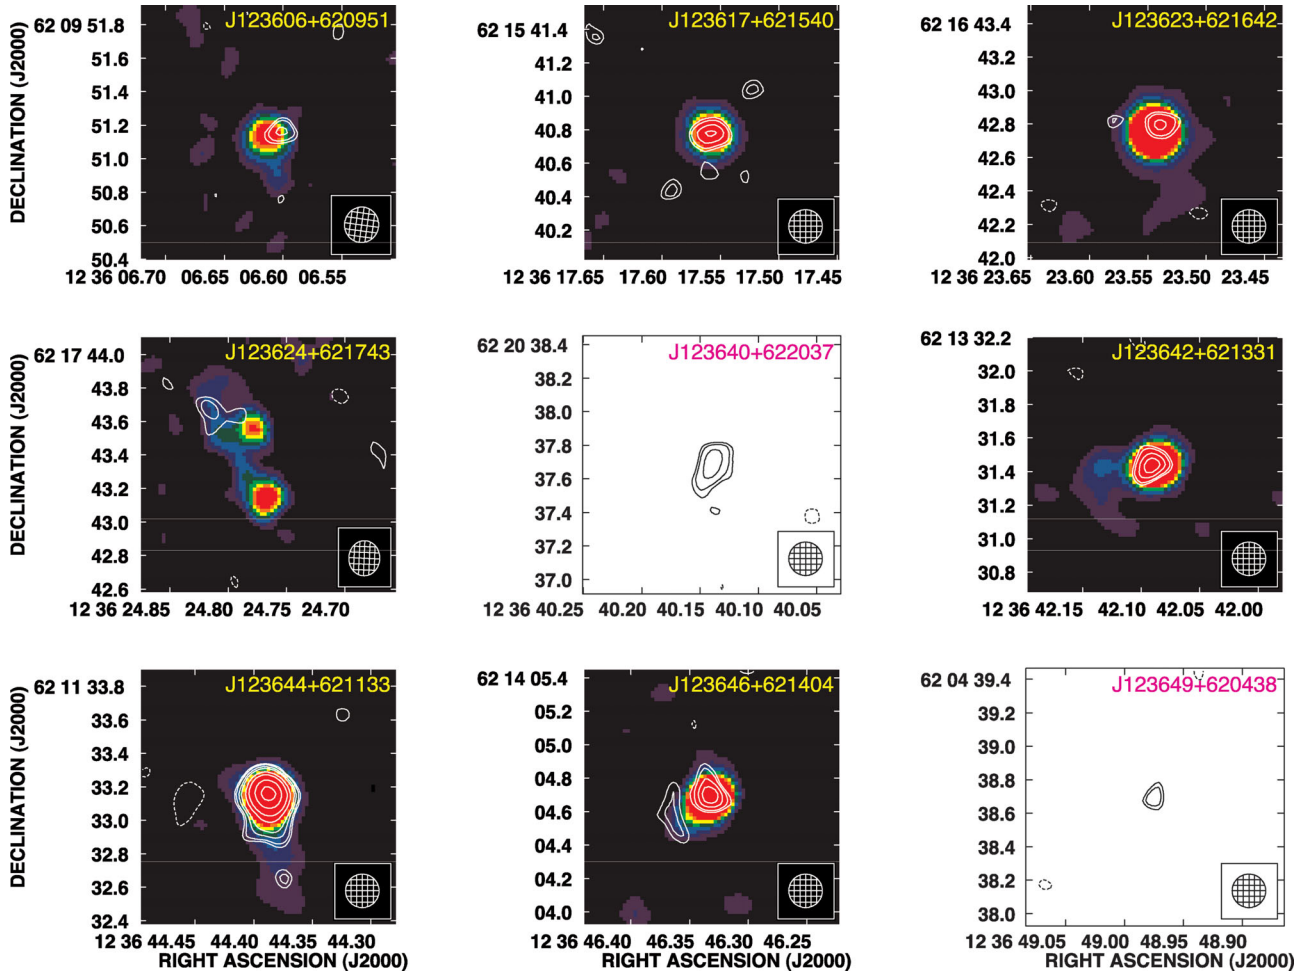 J123606+620951
62 09 51.8
51.6
51.4
51.2
51.0
50.8
50.6
50.4
DECLINATION (J2000)
12 36 06.70 06.65 06.60 06.55
J123617+621540
62 15 41.4
41.2
41.0
40.8
40.6
40.4
40.2
12 36 17.65 17.60 17.55 17.50 17.45
J123623+621642
62 16 43.4
43.2
43.0
42.8
42.6
42.4
42.2
42.0
12 36 23.65 23.60 23.55 23.50 23.45
J123624+621743
62 17 44.0
43.8
43.6
43.4
43.2
43.0
42.8
42.6
DECLINATION (J2000)
12 36 24.85 24.80 24.75 24.70
J123640+622037
62 20 38.4
38.2
38.0
37.8
37.6
37.4
37.2
37.0
12 36 40.25 40.20 40.15 40.10 40.05
J123642+621331
62 13 32.2
32.0
31.8
31.6
31.4
31.2
31.0
30.8
12 36 42.15 42.10 42.05 42.00
J123644+621133
62 11 33.8
33.6
33.4
33.2
33.0
32.8
32.6
32.4
DECLINATION (J2000)
12 36 44.45 44.40 44.35 44.30
RIGHT ASCENSION (J2000)
J123646+621404
62 14 05.4
05.2
05.0
04.8
04.6
04.4
04.2
04.0
12 36 46.40 46.35 46.30 46.25
RIGHT ASCENSION (J2000)
J123649+620438
62 04 39.4
39.2
39.0
38.8
38.6
38.4
38.2
38.0
12 36 49.05 49.00 48.95 48.90
RIGHT ASCENSION (J2000)